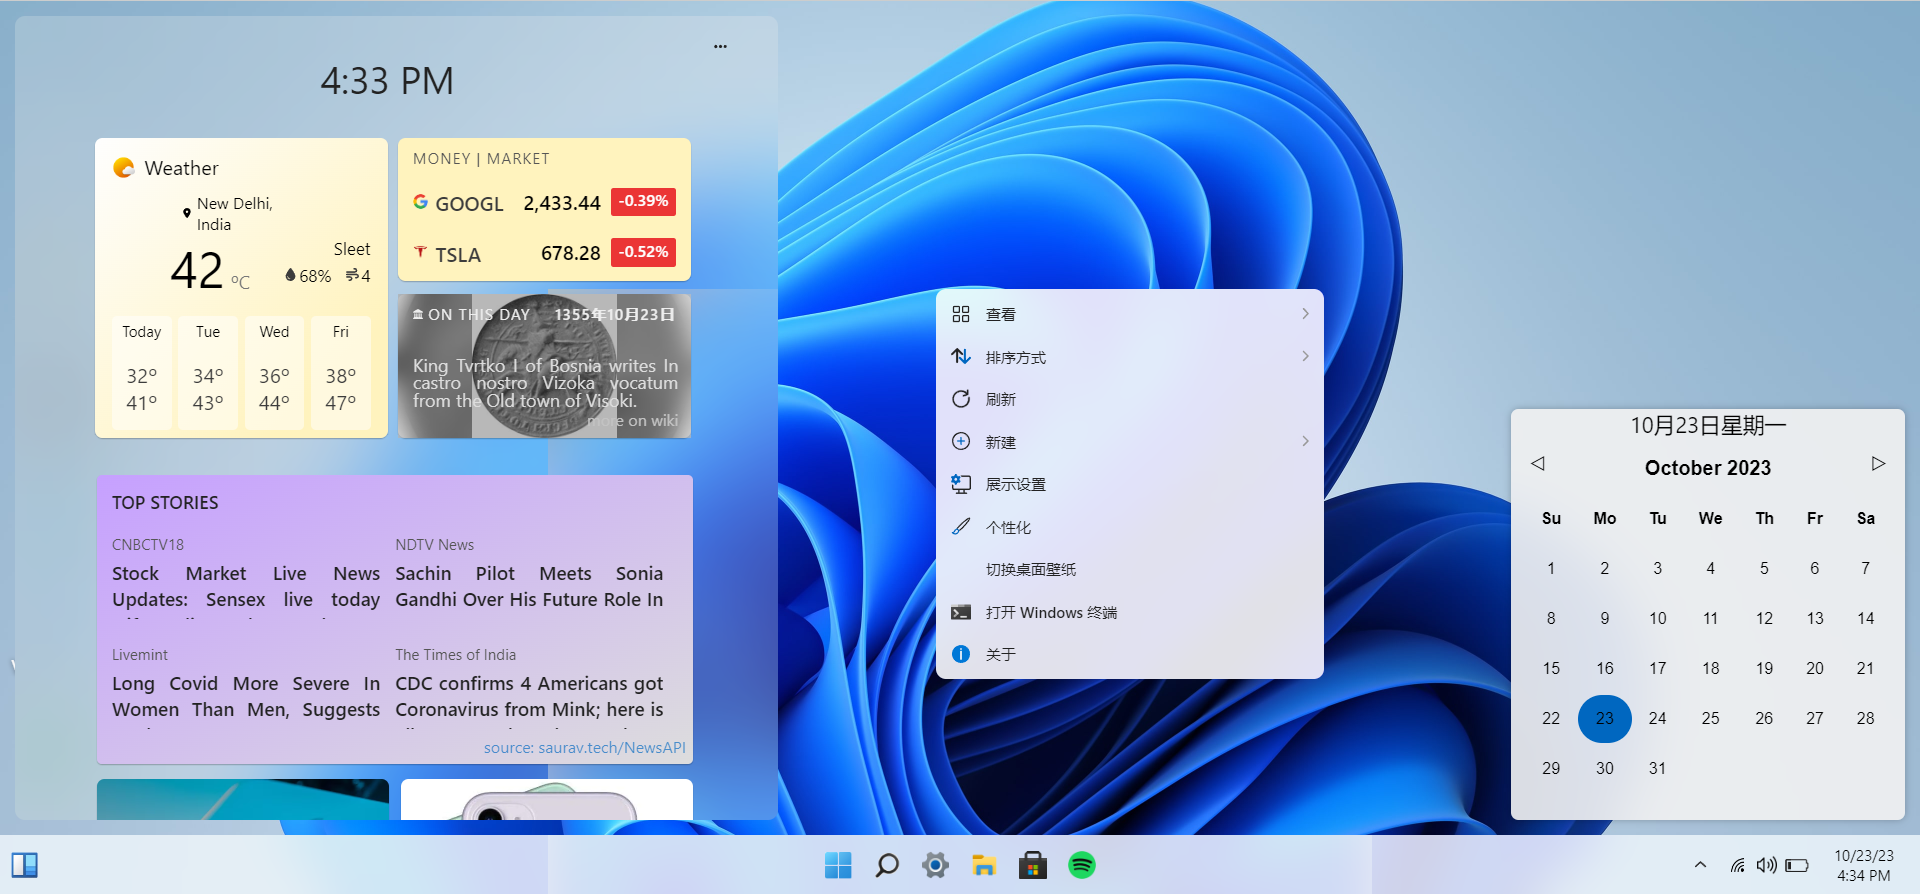 4:33 PM
Weather
New Delhi,
India
42 ºC
Sleet
68% 4
Today Tue Wed Fri
32º 34º 36º 38º
41º 43º 44º 47º
MONEY | MARKET
GOOGL 2,433.44 -0.39%
TSLA 678.28 -0.52%
ON THIS DAY 1355年10月23日
King Tvrtko I of Bosnia writes In
castro nostro Vizoka vocatum
from the Old town of Visoki.
more on wiki
TOP STORIES
CNBCTV18
Stock Market Live News
Updates: Sensex live today
NDTV News
Sachin Pilot Meets Sonia
Gandhi Over His Future Role In
Livemint
Long Covid More Severe In
Women Than Men, Suggests
The Times of India
CDC confirms 4 Americans got
Coronavirus from Mink; here is
source: saurav.tech/NewsAPI
查看
排序方式
刷新
新建
展示设置
个性化
切换桌面壁纸
打开 Windows 终端
关于
10月23日星期一
October 2023
Su Mo Tu We Th Fr Sa
1 2 3 4 5 6 7
8 9 10 11 12 13 14
15 16 17 18 19 20 21
22 23 24 25 26 27 28
29 30 31
10/23/23
4:34 PM